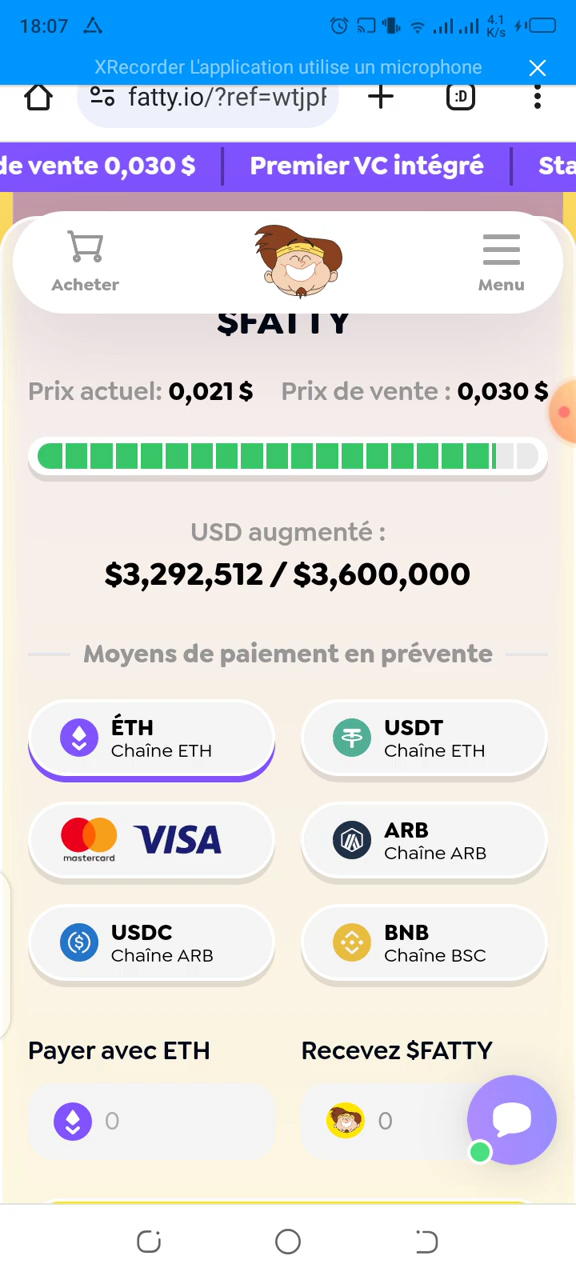 18:07
4.1
K/s
XRecorder L'application utilise un microphone
fatty.io/?ref=wtjpF
:D
de vente 0,030 $ Premier VC intégré Sta
Acheter Menu
$FATTY
Prix actuel: 0,021 $ Prix de vente : 0,030 $
USD augmenté :
$3,292,512 / $3,600,000
Moyens de paiement en prévente
ÉTH USDT
Chaîne ETH Chaîne ETH
mastercard VISA ARB
Chaîne ARB
USDC BNB
Chaîne ARB Chaîne BSC
Payer avec ETH Recevez $FATTY
0 0